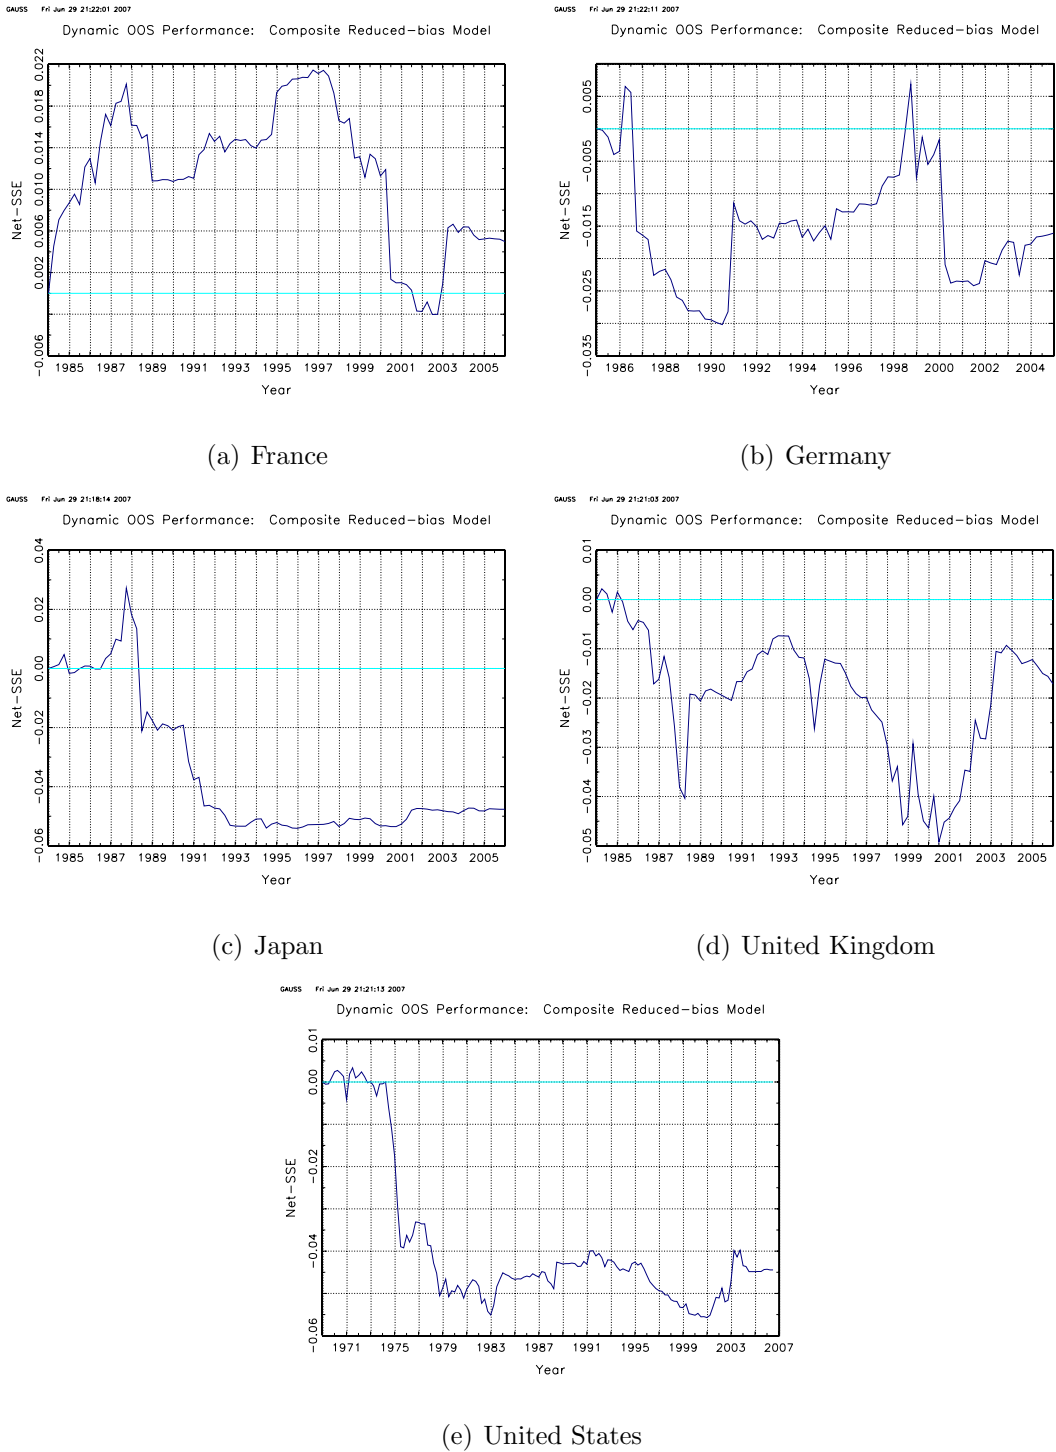 GAUSS Fri Jun 29 21:22:01 2007
Dynamic OOS Performance: Composite Reduced-bias Model
Net-SSE
0.022
0.018
0.014
0.010
0.006
0.002
-0.006
1985 1987 1989 1991 1993 1995 1997 1999 2001 2003 2005
Year
(a) France
GAUSS Fri Jun 29 21:22:11 2007
Dynamic OOS Performance: Composite Reduced-bias Model
Net-SSE
0.005
-0.005
-0.015
-0.025
-0.035
1986 1988 1990 1992 1994 1996 1998 2000 2002 2004
Year
(b) Germany
GAUSS Fri Jun 29 21:18:14 2007
Dynamic OOS Performance: Composite Reduced-bias Model
Net-SSE
0.04
0.02
0.00
-0.02
-0.04
-0.06
1985 1987 1989 1991 1993 1995 1997 1999 2001 2003 2005
Year
(c) Japan
GAUSS Fri Jun 29 21:21:03 2007
Dynamic OOS Performance: Composite Reduced-bias Model
Net-SSE
0.01
0.00
-0.01
-0.02
-0.03
-0.04
-0.05
1985 1987 1989 1991 1993 1995 1997 1999 2001 2003 2005
Year
(d) United Kingdom
GAUSS Fri Jun 29 21:21:13 2007
Dynamic OOS Performance: Composite Reduced-bias Model
Net-SSE
0.01
0.00
-0.02
-0.04
-0.06
1971 1975 1979 1983 1987 1991 1995 1999 2003 2007
Year
(e) United States